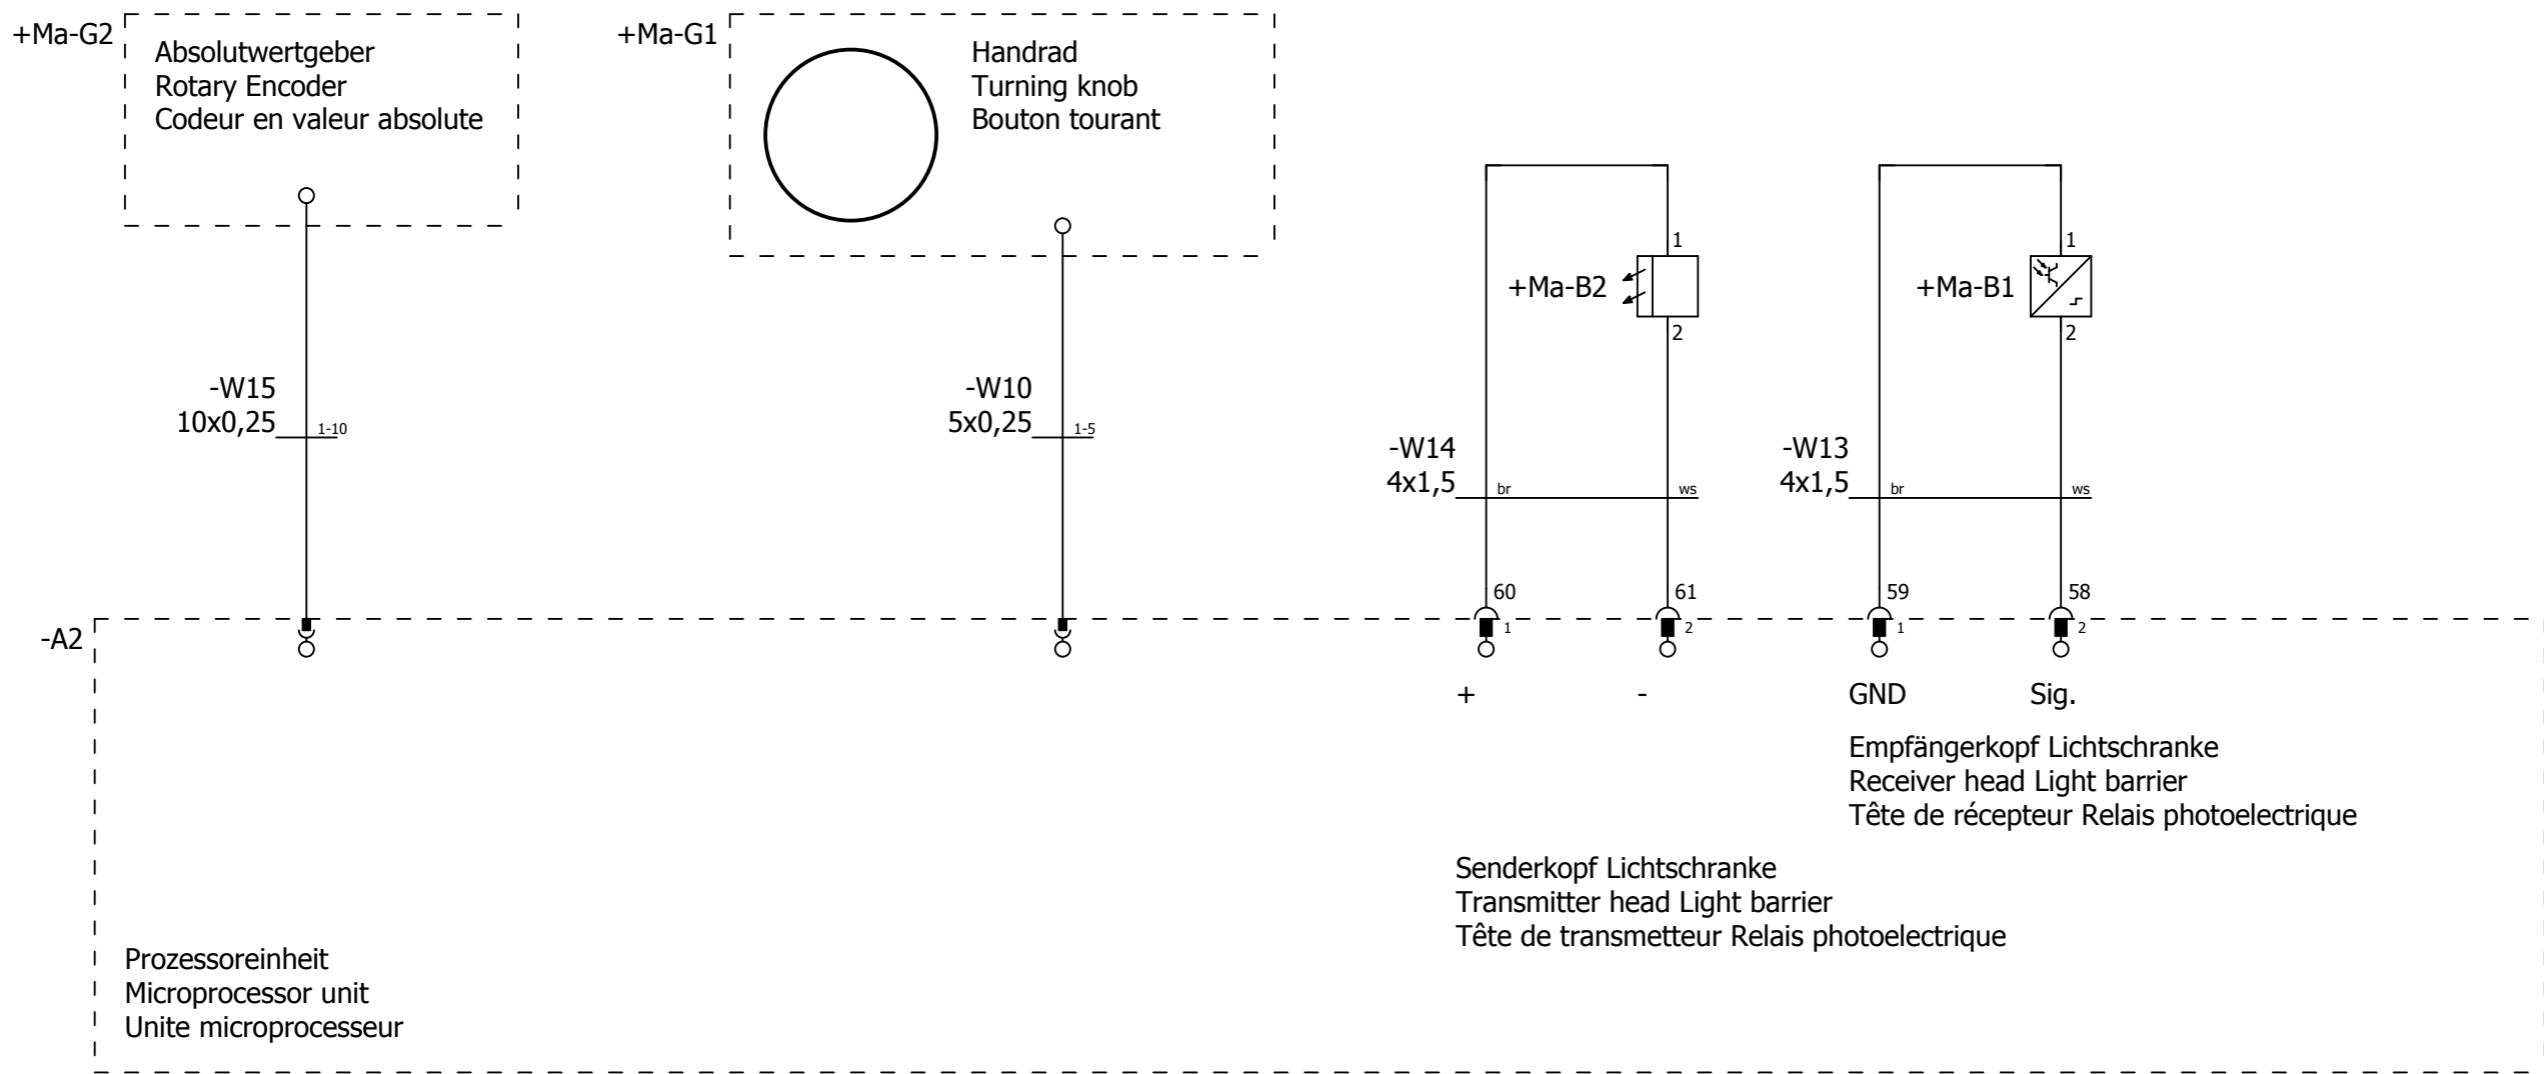 +Ma-G2
Absolutwertgeber
Rotary Encoder
Codeur en valeur absolute
+Ma-G1
Handrad
Turning knob
Bouton tourant
1
+Ma-B2
2
1
+Ma-B1
2
-W15
10x0,25
1-10
-W10
5x0,25
1-5
-W14
4x1,5
br
ws
-W13
4x1,5
br
ws
60
61
59
58
-A2
1
2
1
2
+
-
GND
Sig.
Empfängerkopf Lichtschranke
Receiver head Light barrier
Tête de récepteur Relais photoelectrique
Senderkopf Lichtschranke
Transmitter head Light barrier
Tête de transmetteur Relais photoelectrique
Prozessoreinheit
Microprocessor unit
Unite microprocesseur